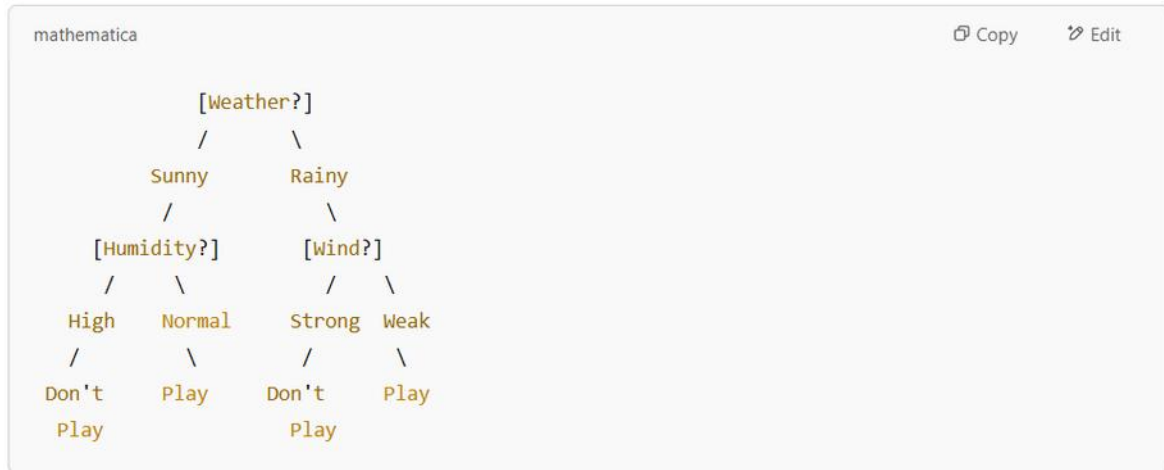 mathematica Copy Edit
[Weather?]
/ \
Sunny Rainy
/ \
[Humidity?] [Wind?]
/ \ / \
High Normal Strong Weak
/ \ / \
Don't Play Don't Play
Play Play